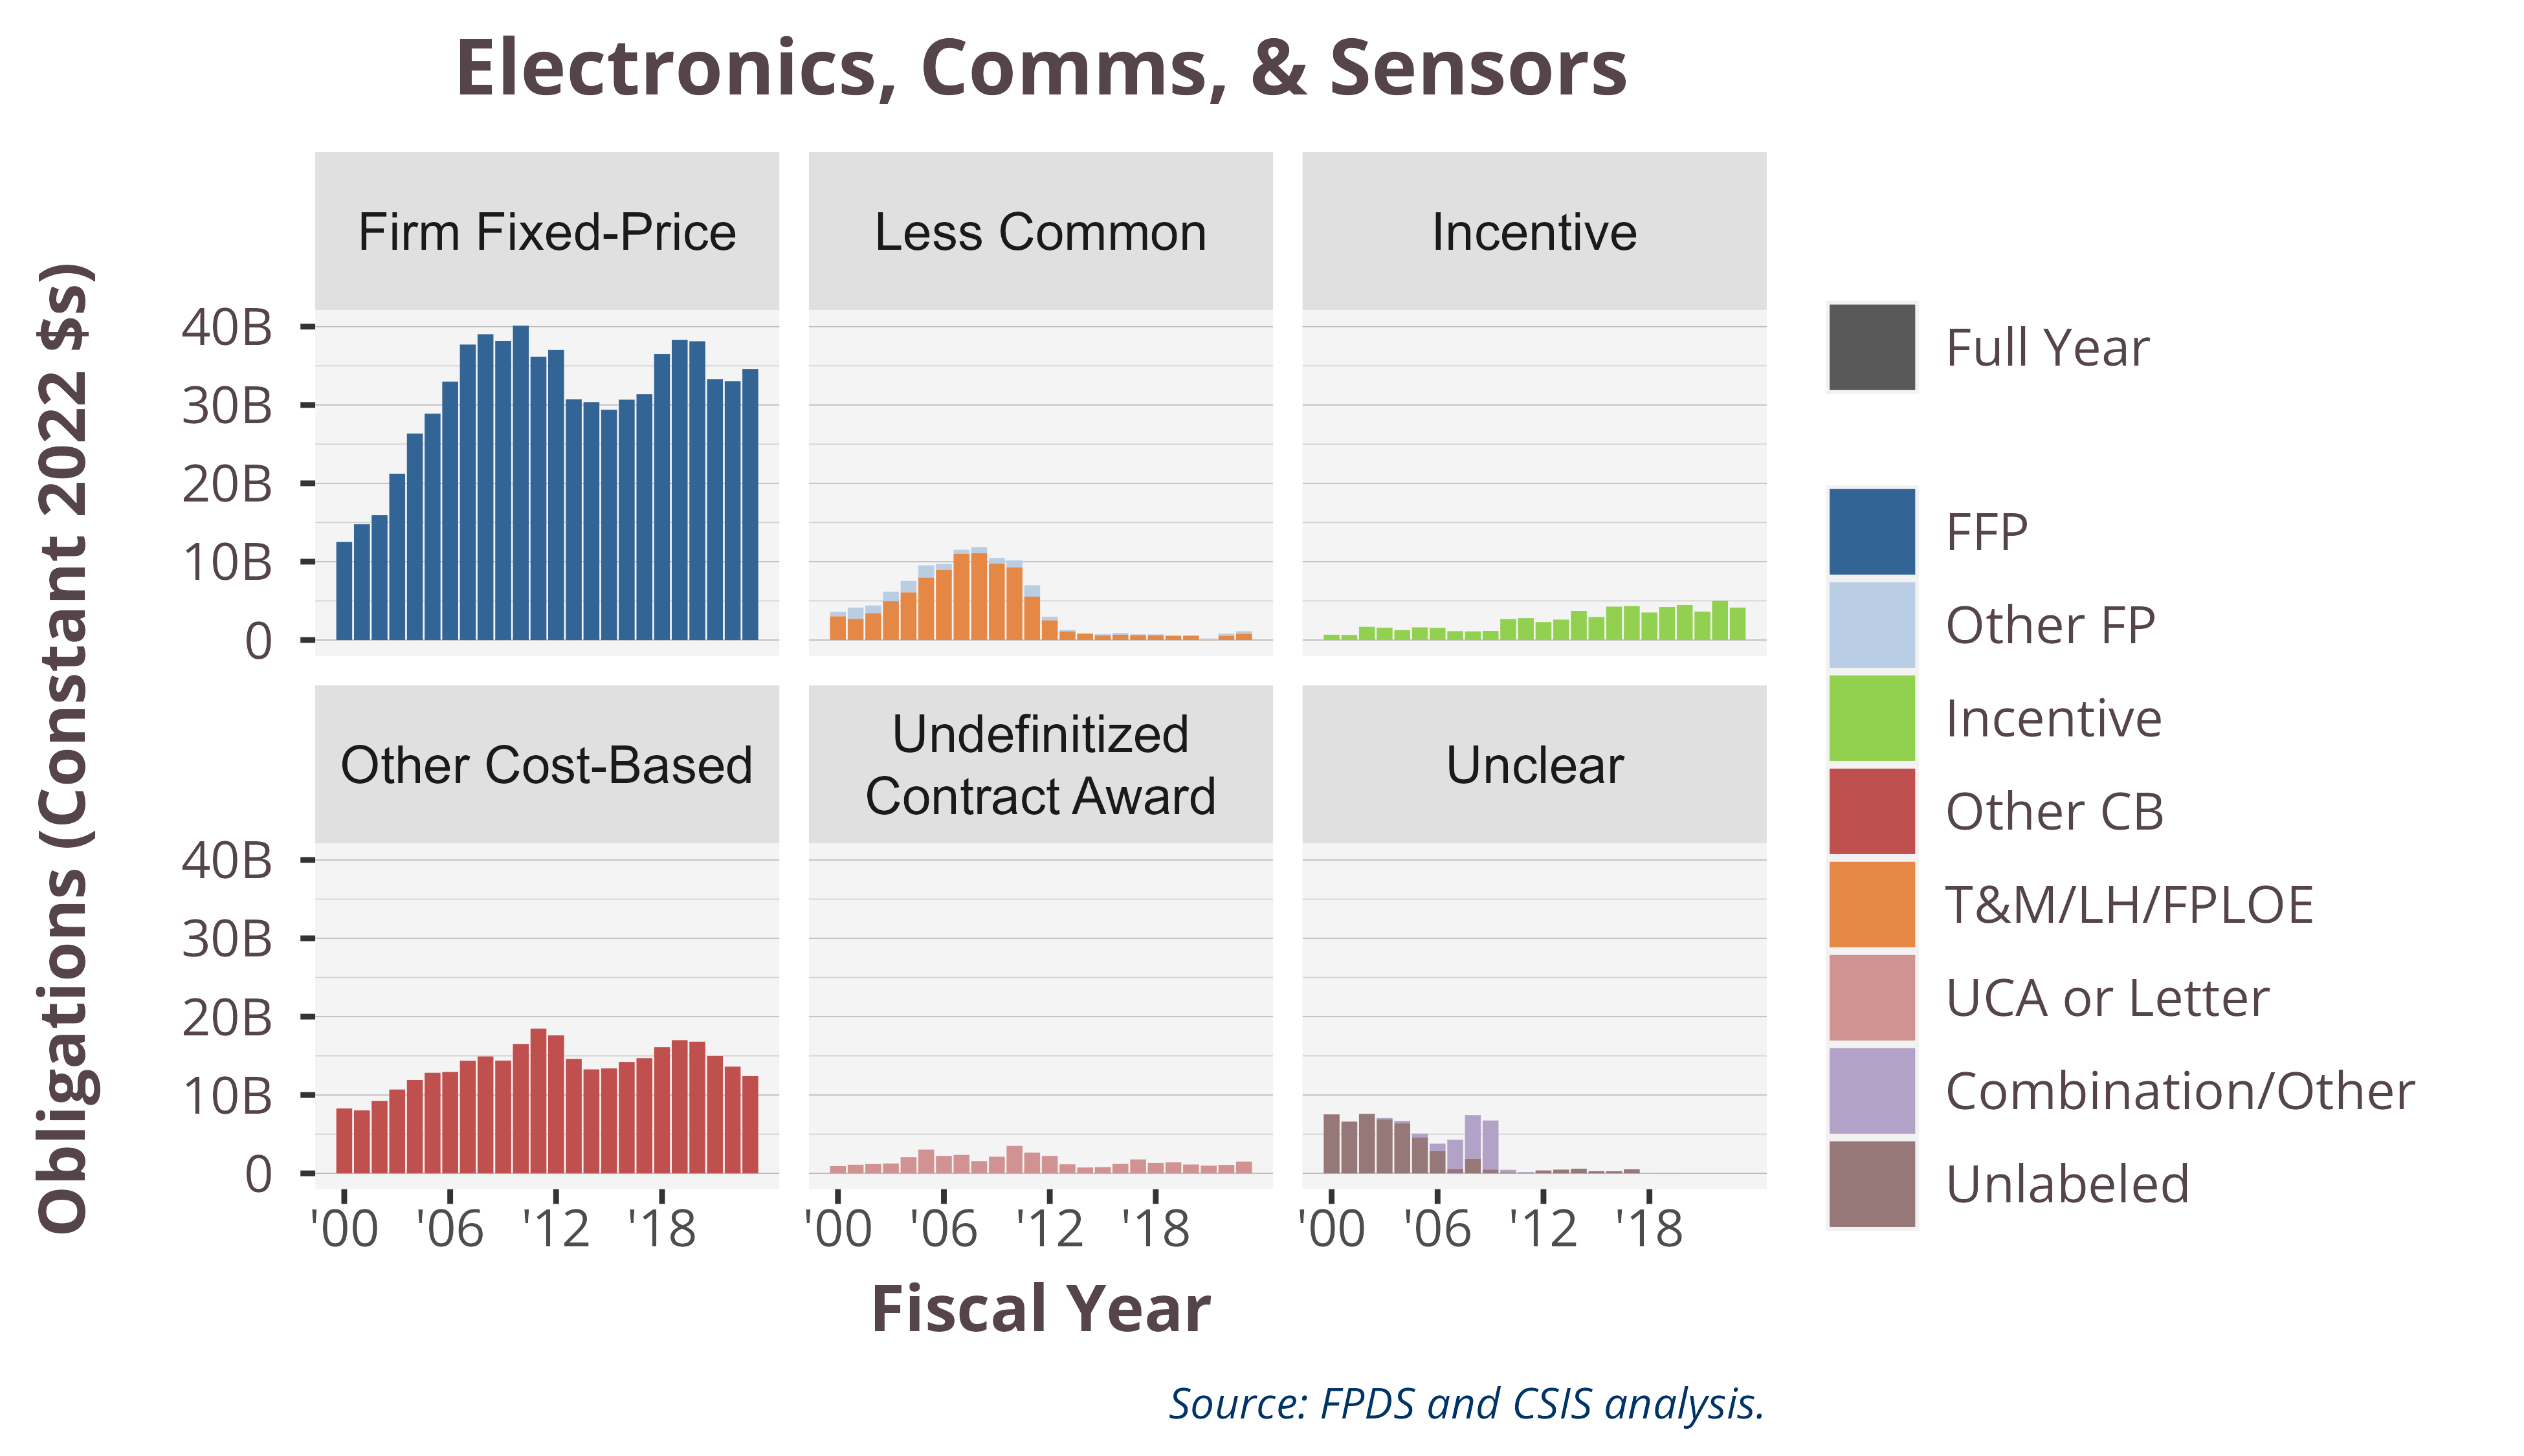 Electronics, Comms, & Sensors
Obligations (Constant 2022 $s)
Firm Fixed-Price
Less Common
Incentive
40B
30B
20B
10B
0
Other Cost-Based
Undefinitized
Contract Award
Unclear
40B
30B
20B
10B
0
'00 '06 '12 '18
'00 '06 '12 '18
'00 '06 '12 '18
Fiscal Year
Full Year
FFP
Other FP
Incentive
Other CB
T&M/LH/FPLOE
UCA or Letter
Combination/Other
Unlabeled
Source: FPDS and CSIS analysis.